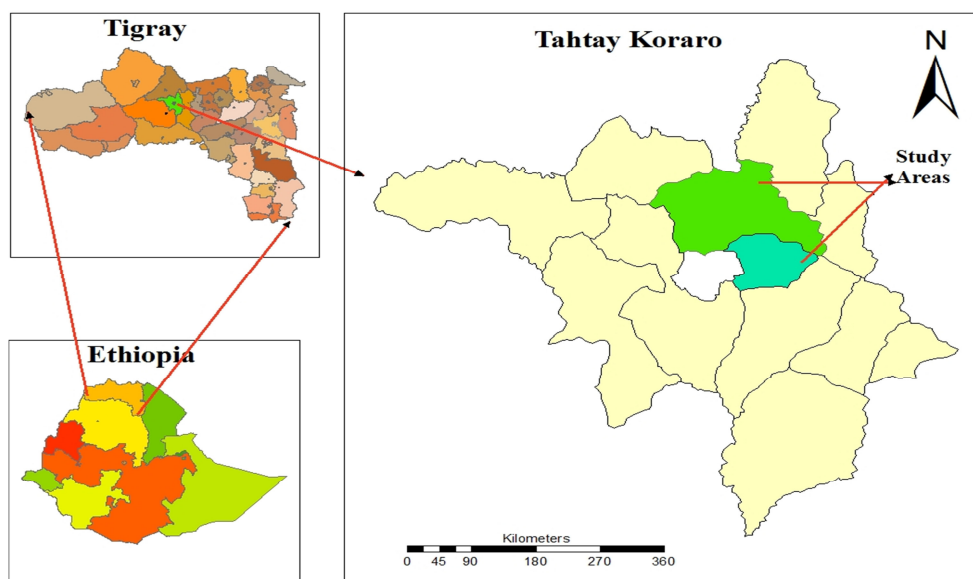 Tigray
Tahtay Koraro
N
Study
Areas
Ethiopia
Kilometers
0 45 90 180 270 360